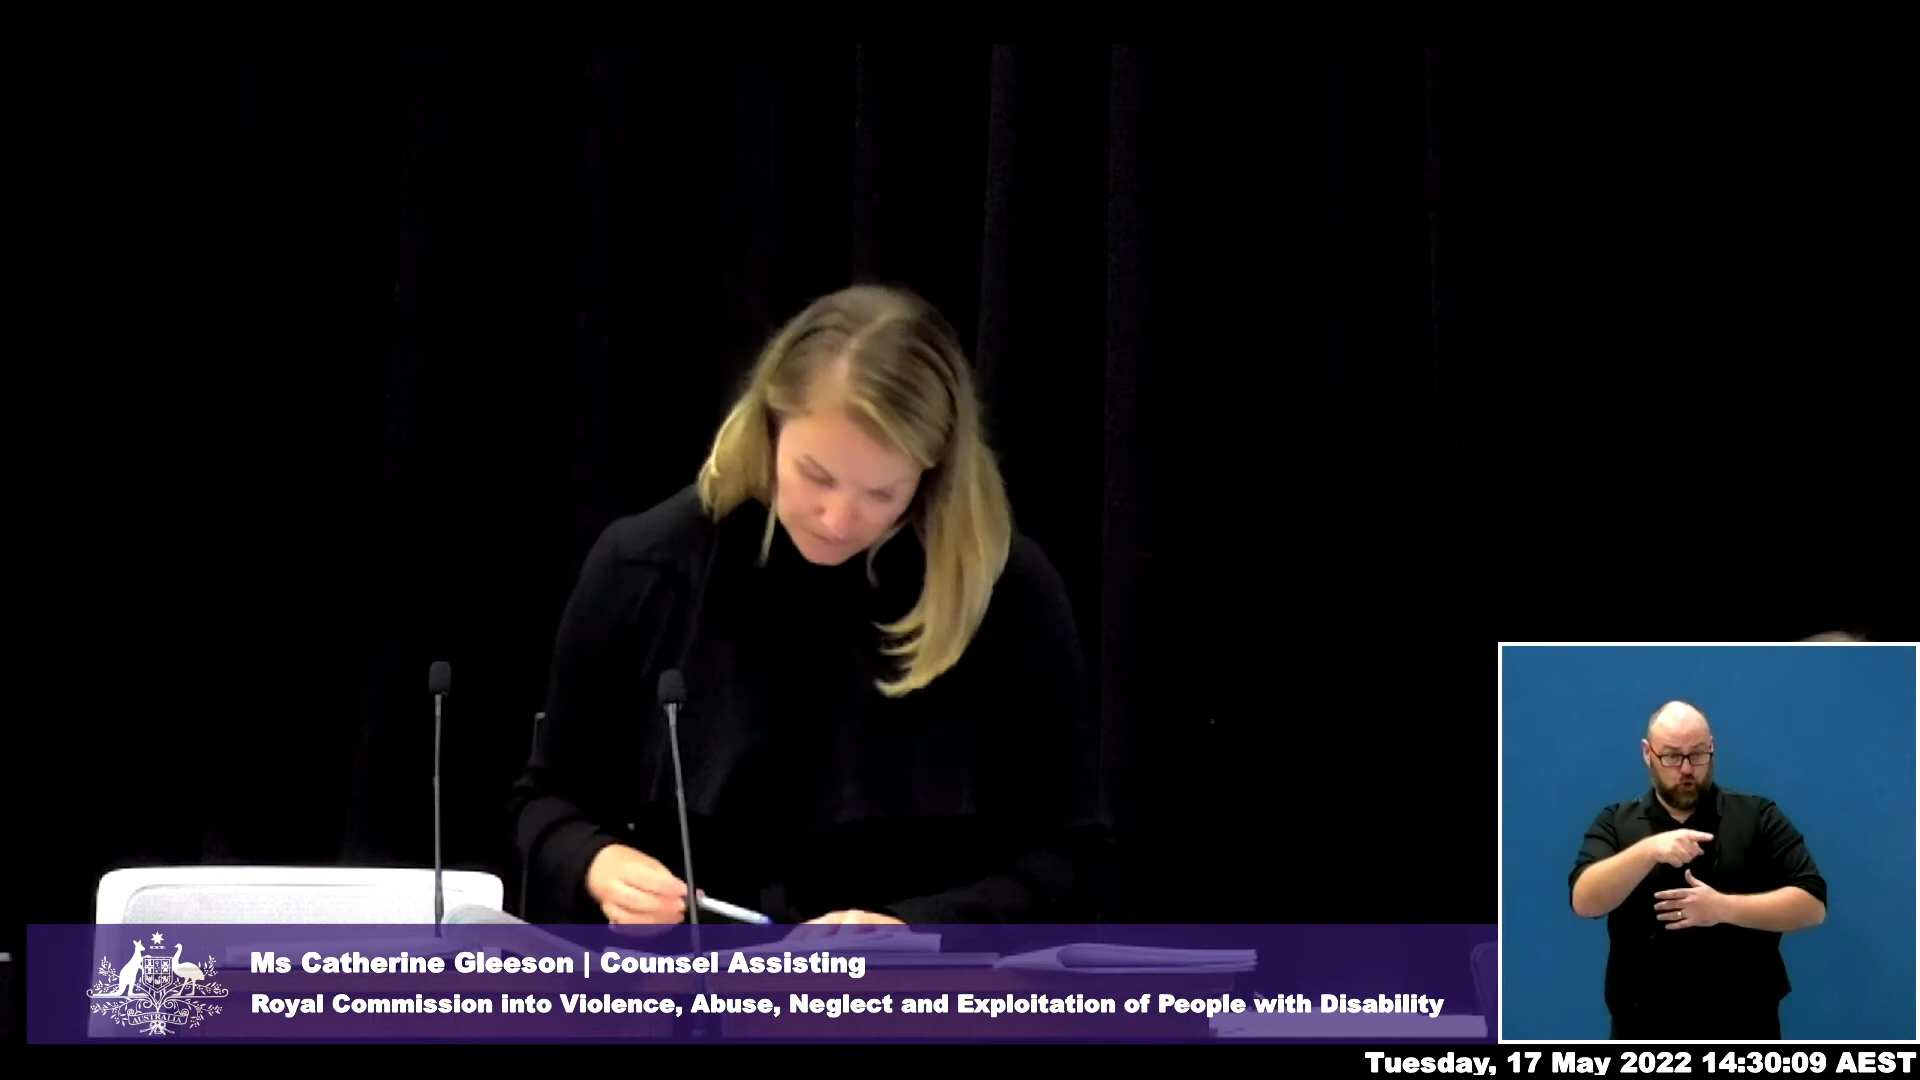 Ms Catherine Gleeson | Counsel Assisting
Royal Commission into Violence, Abuse, Neglect and Exploitation of People with Disability
AUSTRALIA
Tuesday, 17 May 2022 14:30:09 AEST